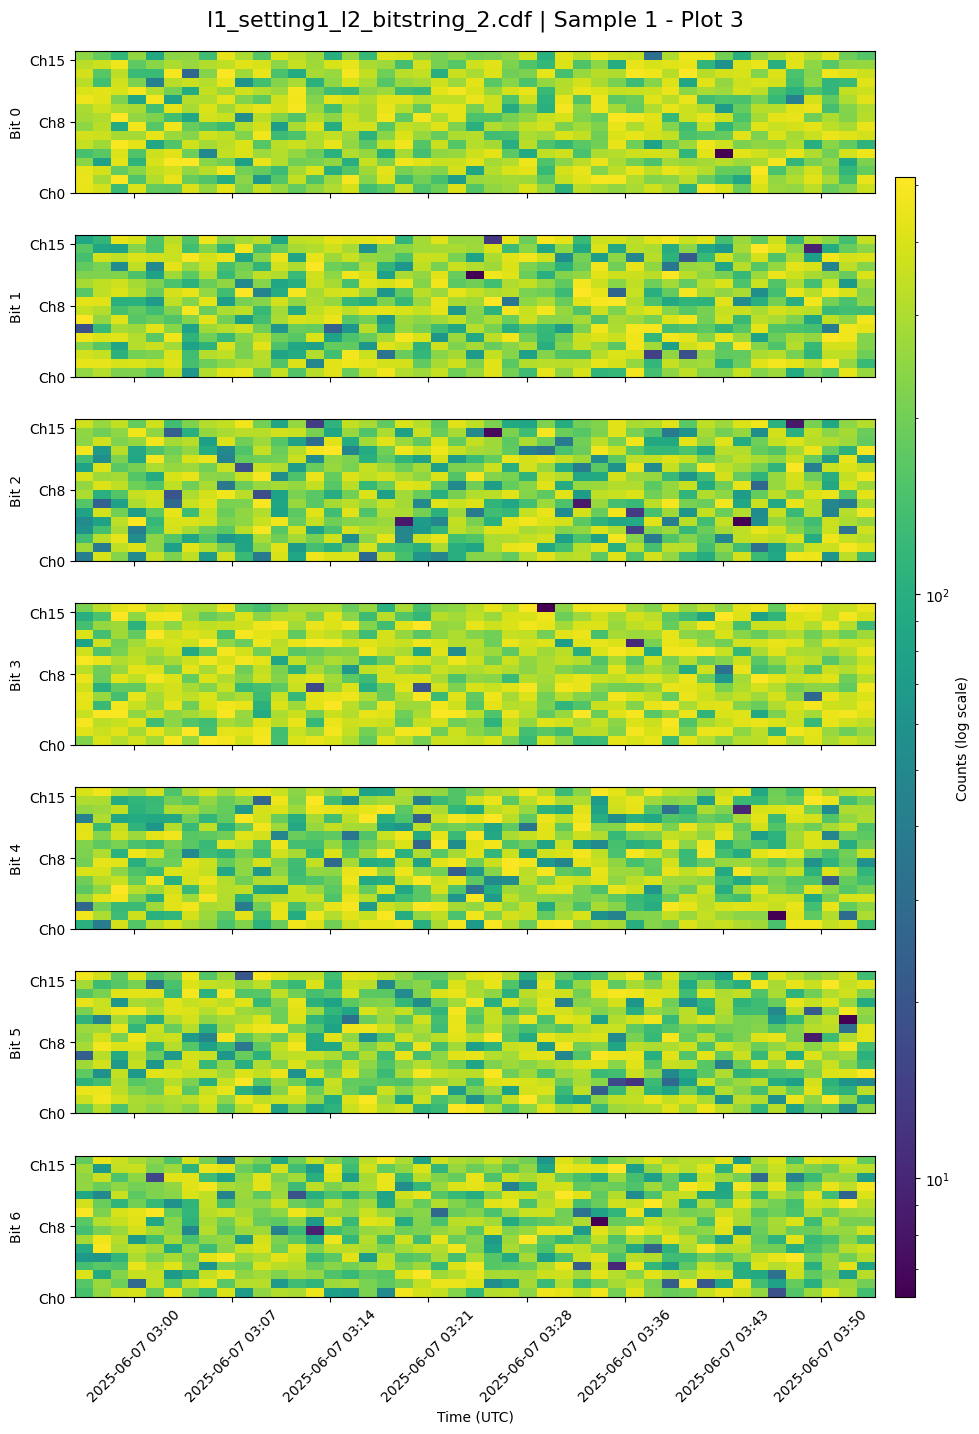 l1_setting1_l2_bitstring_2.cdf | Sample 1 - Plot 3
Ch15
Ch8
Ch0
Bit 0
Ch15
Ch8
Ch0
Bit 1
Ch15
Ch8
Ch0
Bit 2
Ch15
Ch8
Ch0
Bit 3
Ch15
Ch8
Ch0
Bit 4
Ch15
Ch8
Ch0
Bit 5
Ch15
Ch8
Ch0
Bit 6
2025-06-07 03:00
2025-06-07 03:07
2025-06-07 03:14
2025-06-07 03:21
2025-06-07 03:28
2025-06-07 03:36
2025-06-07 03:43
2025-06-07 03:50
Time (UTC)
10²
10¹
Counts (log scale)